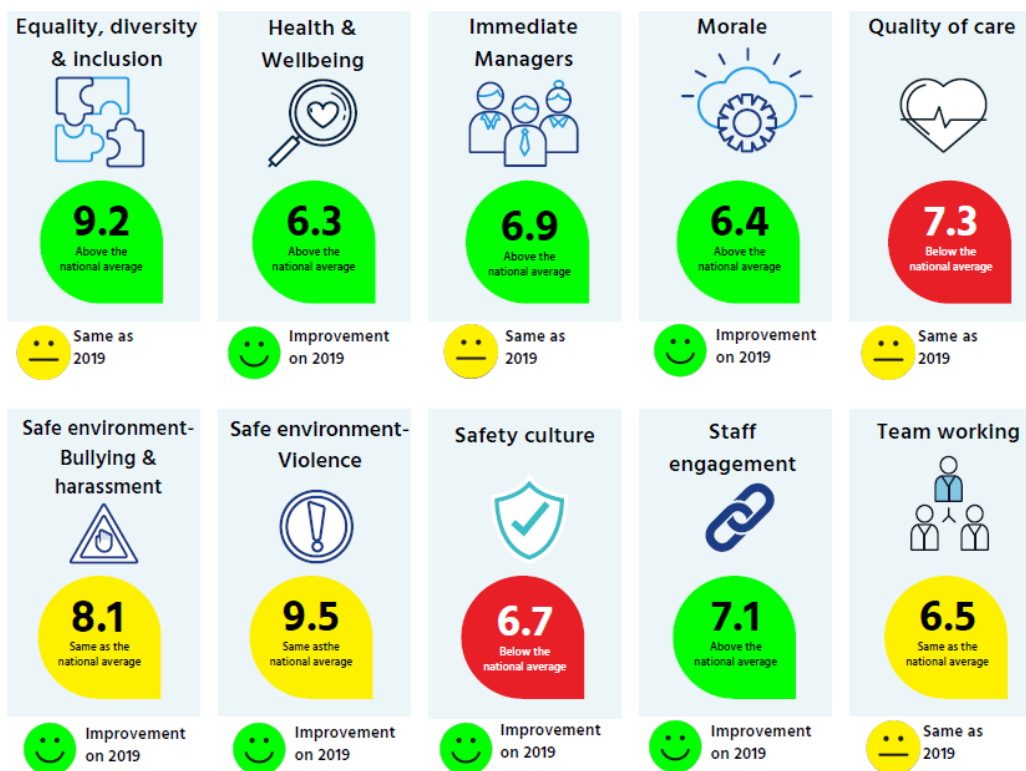 Equality, diversity
& inclusion
9.2
Above the
national average
Same as
2019
Health &
Wellbeing
6.3
Above the
national average
Improvement
on 2019
Immediate
Managers
6.9
Above the
national average
Same as
2019
Morale
6.4
Above the
national average
Improvement
on 2019
Quality of care
7.3
Below the
national average
Same as
2019
Safe environment-
Bullying &
harassment
8.1
Same as the
national average
Improvement
on 2019
Safe environment-
Violence
9.5
Same asthe
national average
Improvement
on 2019
Safety culture
6.7
Below the
national average
Improvement
on 2019
Staff
engagement
7.1
Above the
national average
Improvement
on 2019
Team working
6.5
Same as the
national average
Same as
2019